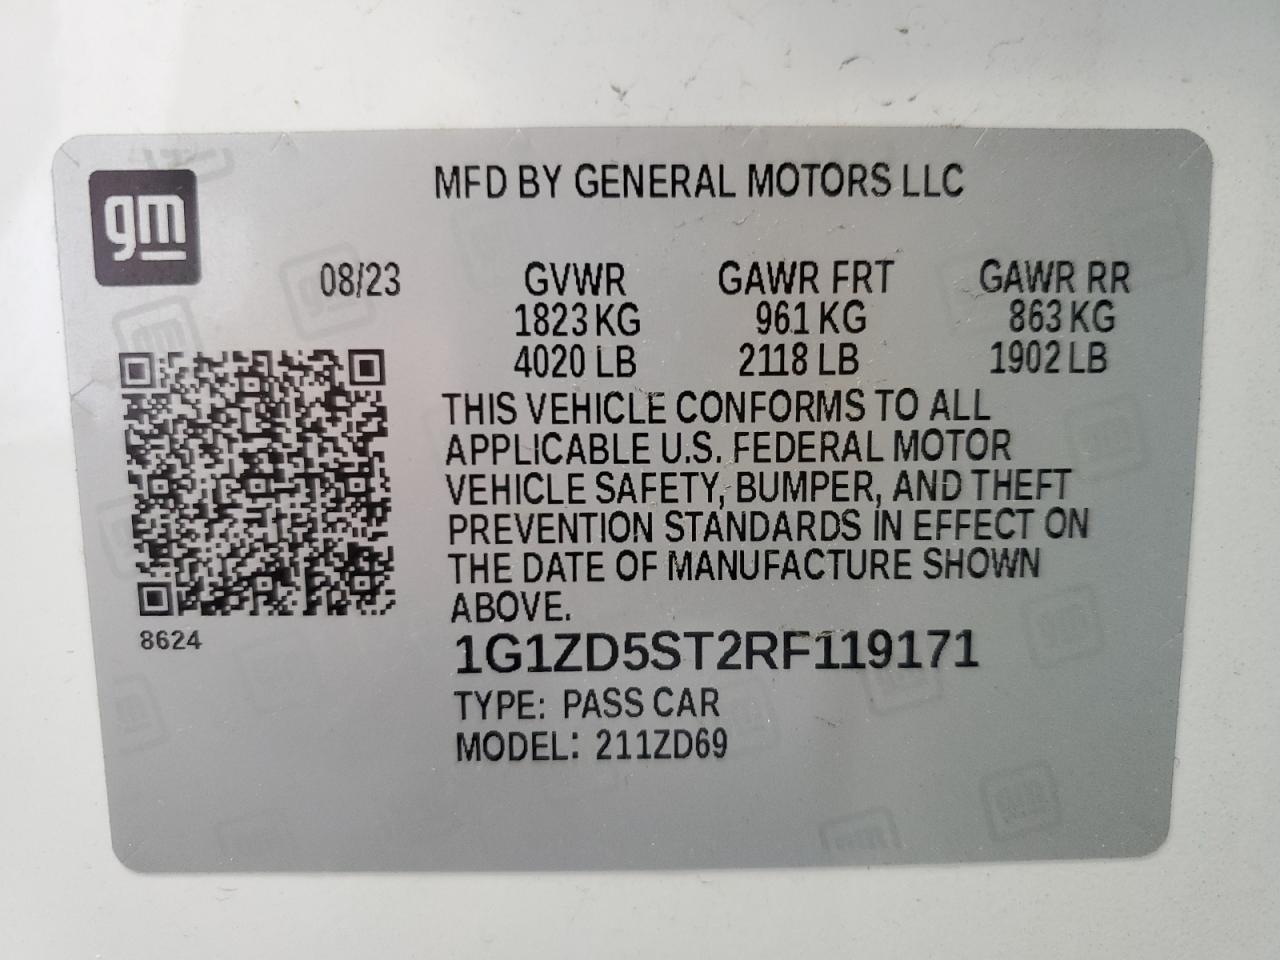 gm
MFD BY GENERAL MOTORS LLC
08/23 GVWR GAWR FRT GAWR RR
1823 KG 961 KG 863 KG
4020 LB 2118 LB 1902 LB
THIS VEHICLE CONFORMS TO ALL
APPLICABLE U.S. FEDERAL MOTOR
VEHICLE SAFETY, BUMPER, AND THEFT
PREVENTION STANDARDS IN EFFECT ON
THE DATE OF MANUFACTURE SHOWN
ABOVE.
8624
1G1ZD5ST2RF119171
TYPE: PASS CAR
MODEL: 211ZD69